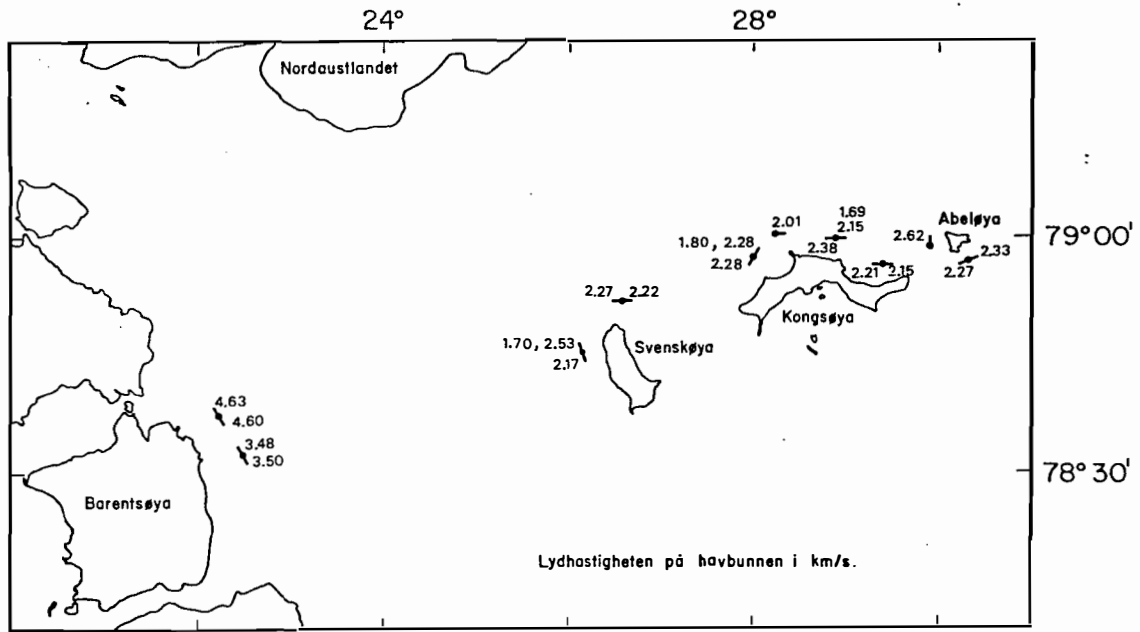 24° 28°
Nordaustlandet
Abeløya
1.69
2.01 2.15
2.62
79°00'
1.80, 2.28 2.38
2.33
2.28
2.21 2.15 2.27
2.27 2.22
Kongsøya
1.70, 2.53 Svenskøya
2.17
4.63
4.60
3.48
3.50
78°30'
Barentsøya
Lydhastigheten på havbunnen i km/s.